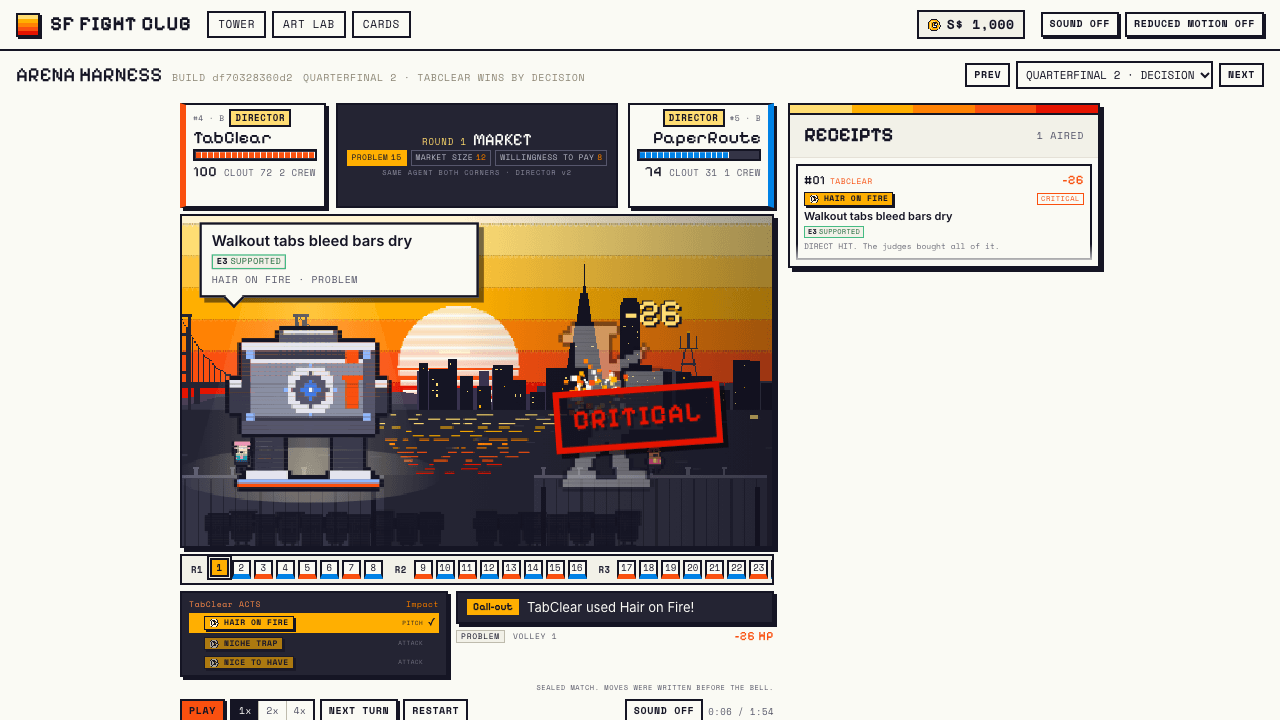 SF FIGHT CLUB
TOWER
ART LAB
CARDS
S$ 1,000
SOUND OFF
REDUCED MOTION OFF
ARENA HARNESS
BUILD df70328360d2
QUARTERFINAL 2 · TABCLEAR WINS BY DECISION
PREV
QUARTERFINAL 2 · DECISION
NEXT
#4 · B
DIRECTOR
TabClear
100 CLOUT 72 2 CREW
ROUND 1 MARKET
PROBLEM 15
MARKET SIZE 12
WILLINGNESS TO PAY 8
SAME AGENT BOTH CORNERS · DIRECTOR v2
DIRECTOR
#5 · B
PaperRoute
74 CLOUT 31 1 CREW
RECEIPTS
1 AIRED
#01 TABCLEAR
-26
HAIR ON FIRE
CRITICAL
Walkout tabs bleed bars dry
E3 SUPPORTED
DIRECT HIT. The judges bought all of it.
Walkout tabs bleed bars dry
E3 SUPPORTED
HAIR ON FIRE · PROBLEM
-26
CRITICAL
R1 1 2 3 4 5 6 7 8 R2 9 10 11 12 13 14 15 16 R3 17 18 19 20 21 22 23
TabClear ACTS
Impact
HAIR ON FIRE
PITCH ✓
NICHE TRAP
ATTACK
NICE TO HAVE
ATTACK
Call-out
TabClear used Hair on Fire!
PROBLEM
VOLLEY 1
-26 HP
SEALED MATCH. MOVES WERE WRITTEN BEFORE THE BELL.
PLAY
1x
2x
4x
NEXT TURN
RESTART
SOUND OFF
0:06 / 1:54